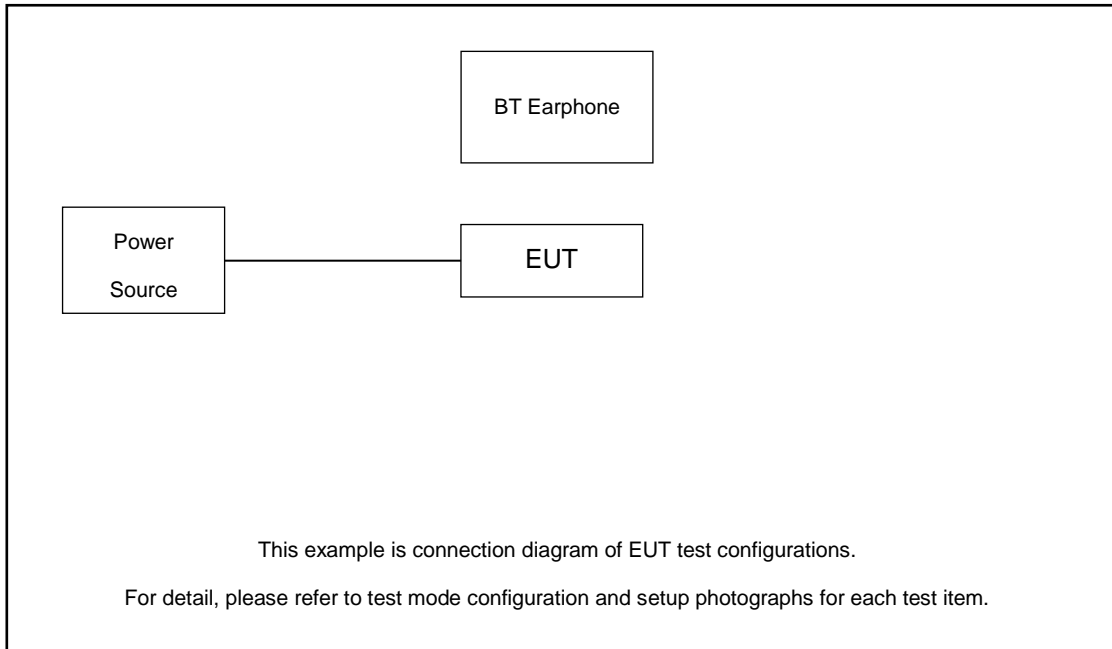 BT Earphone
Power
Source
EUT
This example is connection diagram of EUT test configurations.
For detail, please refer to test mode configuration and setup photographs for each test item.